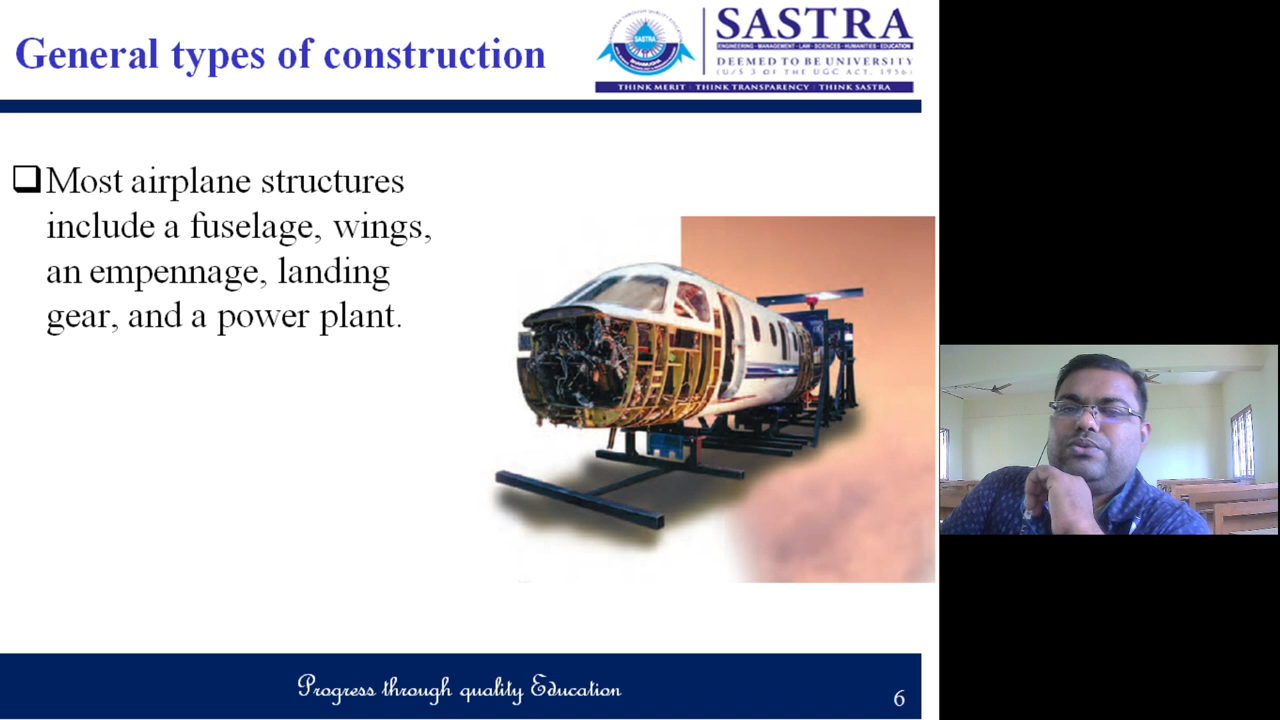 General types of construction
SASTRA
SASTRA
ENGINEERING · MANAGEMENT · LAW · SCIENCES · HUMANITIES · EDUCATION
DEEMED TO BE UNIVERSITY
(U/S 3 OF THE UGC ACT, 1956)
THINK MERIT | THINK TRANSPARENCY | THINK SASTRA
Most airplane structures
include a fuselage, wings,
an empennage, landing
gear, and a power plant.
Progress through quality Education
6